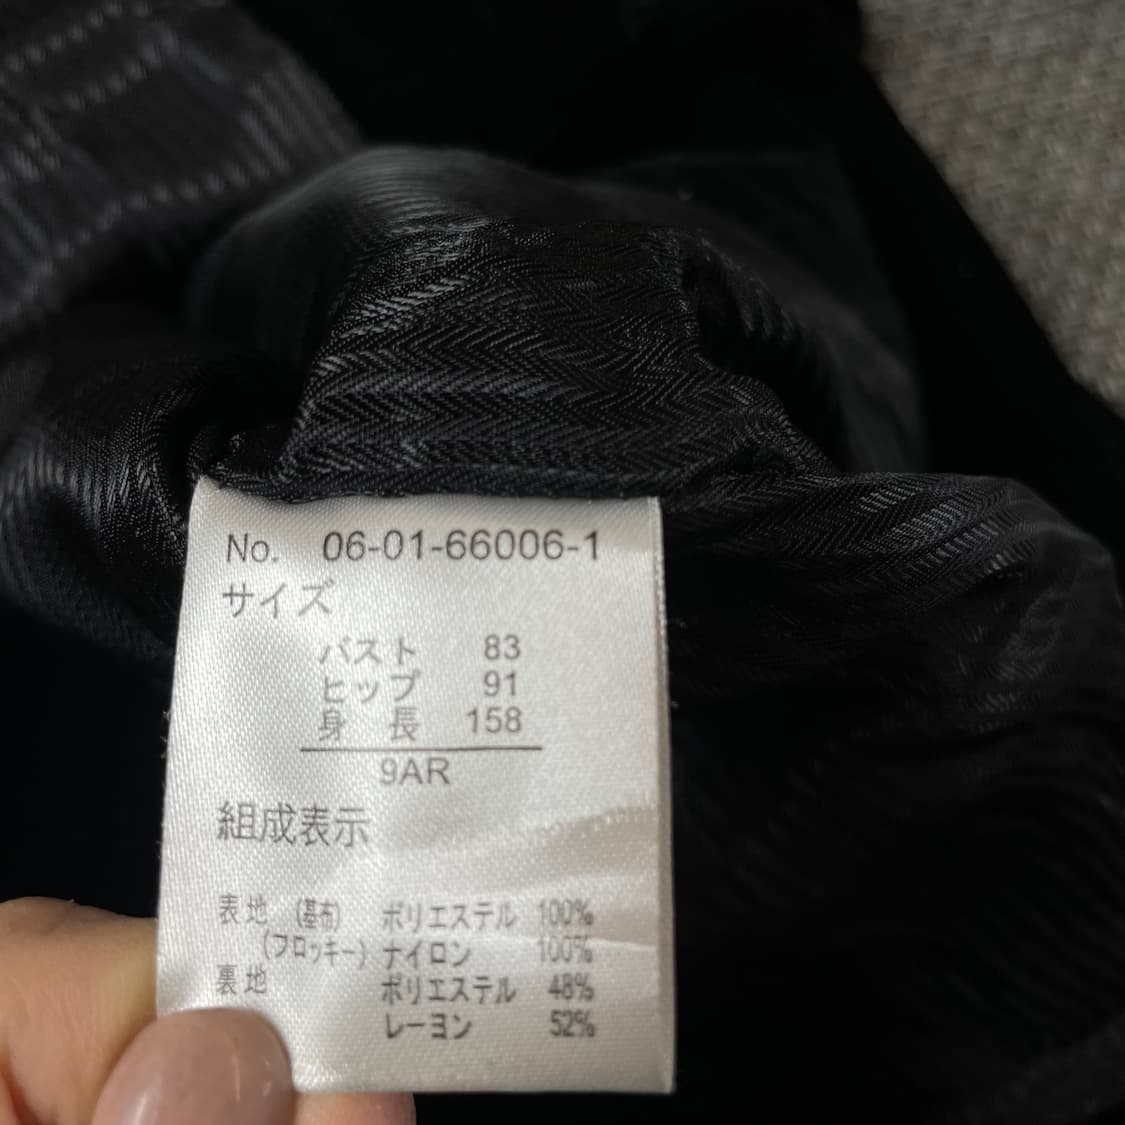 No. 06-01-66006-1
サイズ
バスト 83
ヒップ 91
身長 158
9AR
組成表示
表地 (基布) ポリエステル 100%
(フロッキー) ナイロン 100%
裏地 ポリエステル 48%
レーヨン 52%